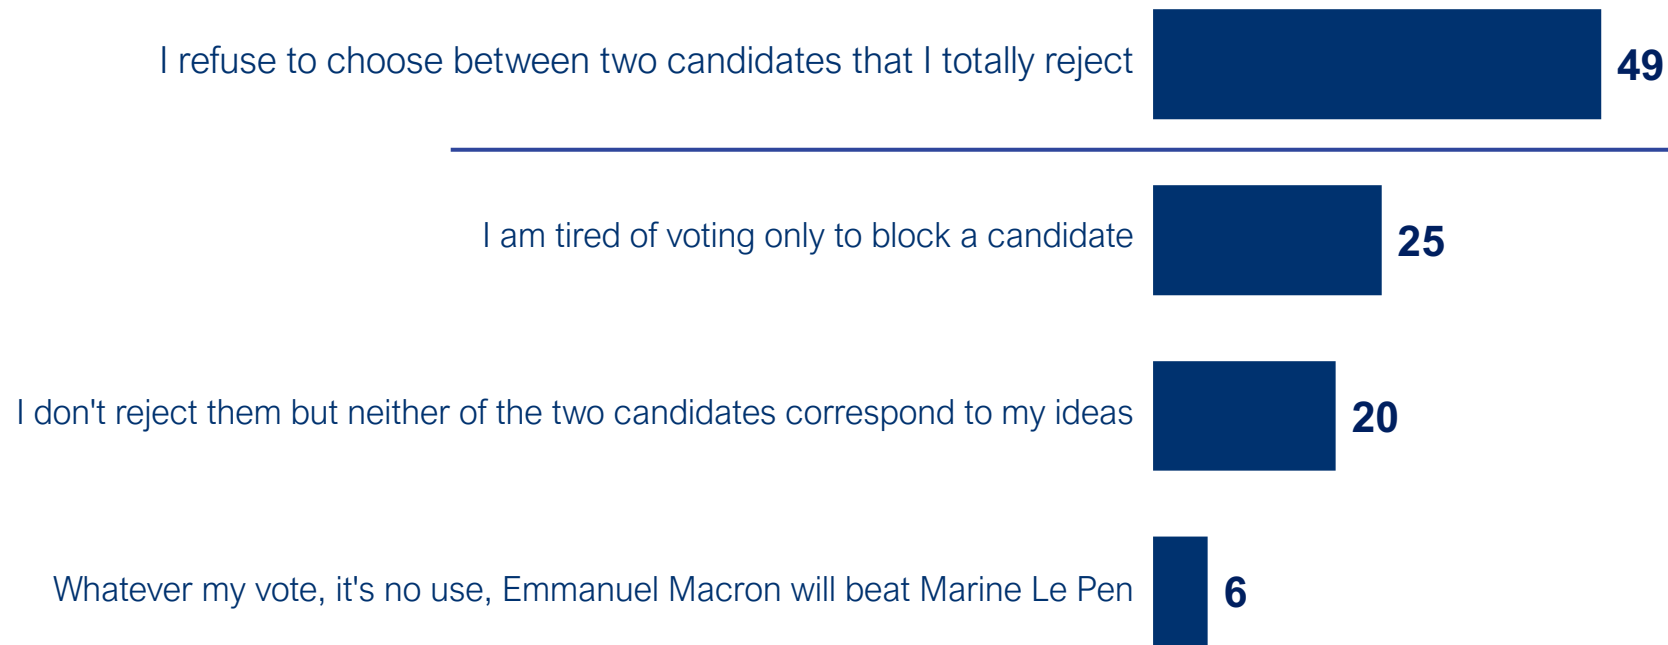 I refuse to choose between two candidates that I totally reject 49
I am tired of voting only to block a candidate 25
I don't reject them but neither of the two candidates correspond to my ideas 20
Whatever my vote, it's no use, Emmanuel Macron will beat Marine Le Pen 6